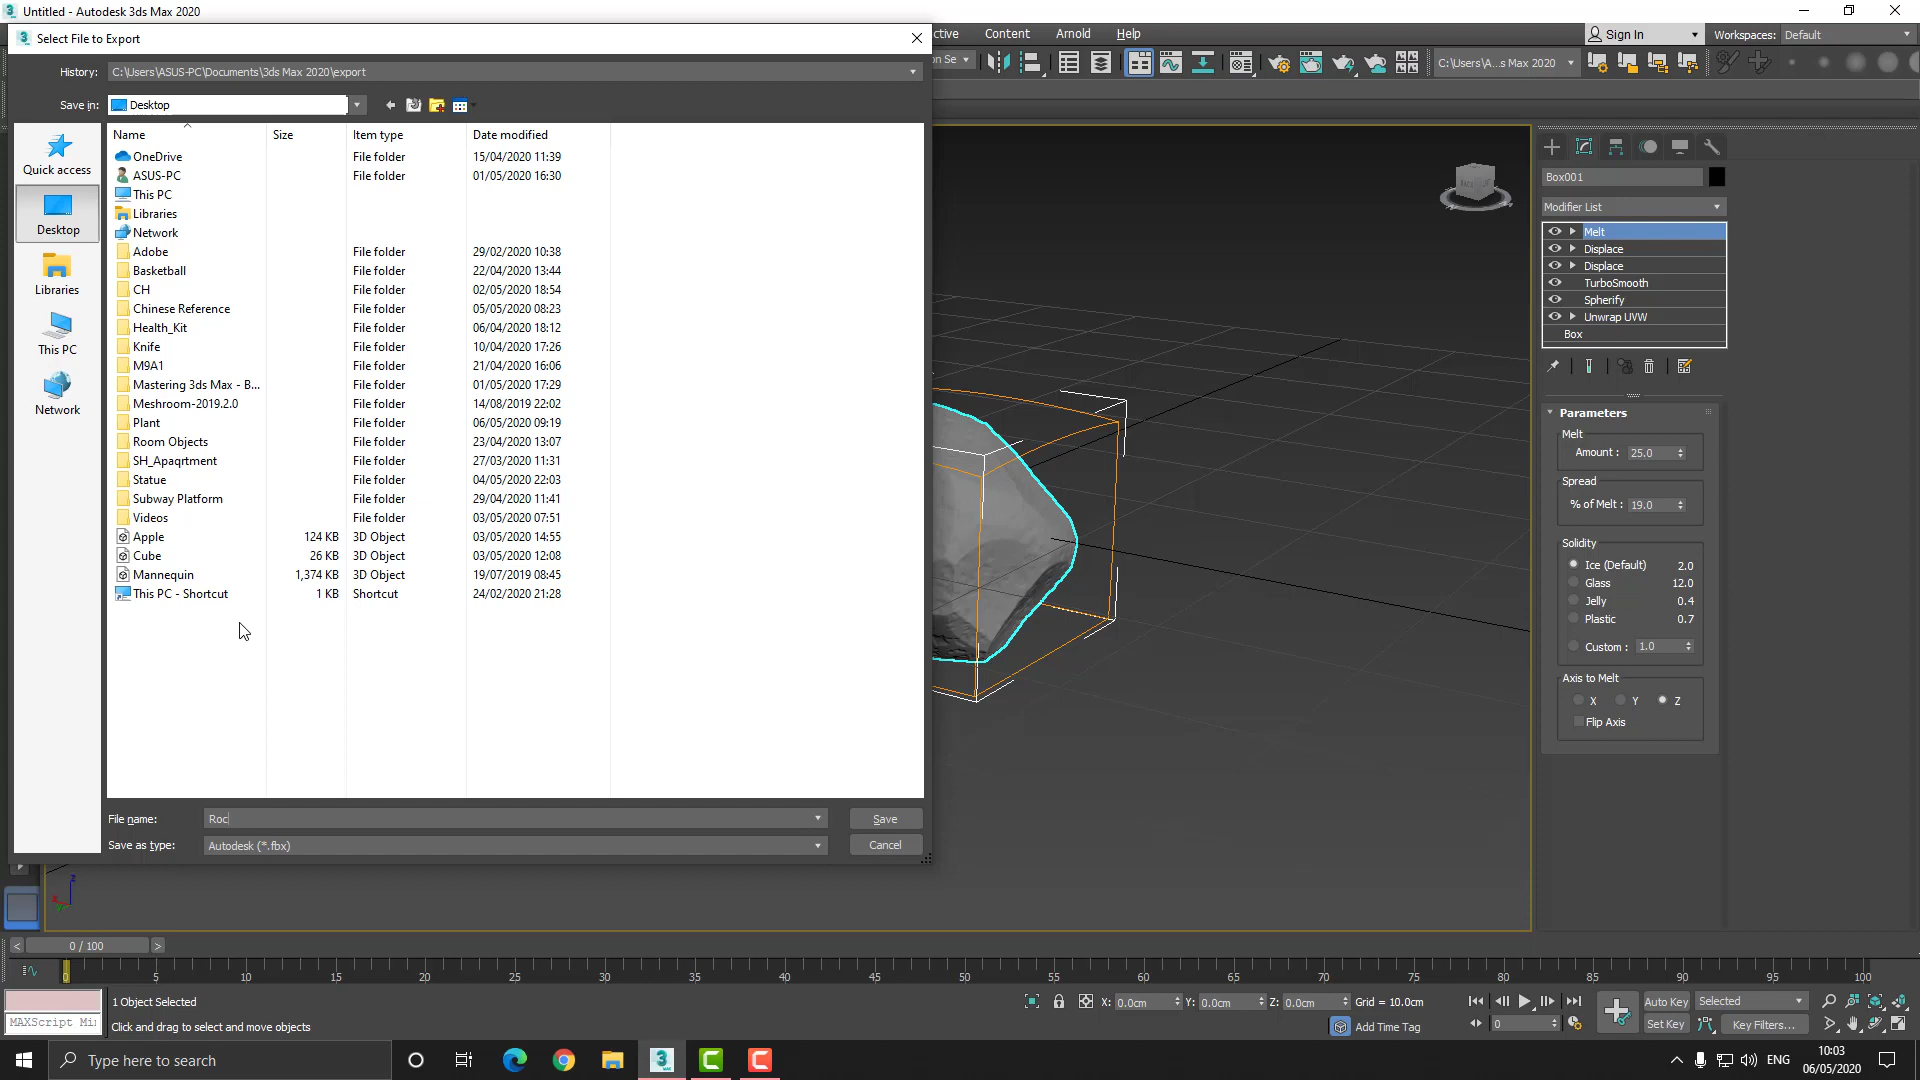 Untitled - Autodesk 3ds Max 2020
Select File to Export
ctive Content Arnold Help
Sign In Workspaces: Default
History: C:\Users\ASUS-PC\Documents\3ds Max 2020\export
on Se
C:\Users\A...s Max 2020
Save in: Desktop
Name Size Item type Date modified
OneDrive File folder 15/04/2020 11:39
ASUS-PC File folder 01/05/2020 16:30
This PC
Libraries
Network
Adobe File folder 29/02/2020 10:38
Basketball File folder 22/04/2020 13:44
CH File folder 02/05/2020 18:54
Chinese Reference File folder 05/05/2020 08:23
Health_Kit File folder 06/04/2020 18:12
Knife File folder 10/04/2020 17:26
M9A1 File folder 21/04/2020 16:06
Mastering 3ds Max - B... File folder 01/05/2020 17:29
Meshroom-2019.2.0 File folder 14/08/2019 22:02
Plant File folder 06/05/2020 09:19
Room Objects File folder 23/04/2020 13:07
SH_Apaqrtment File folder 27/03/2020 11:31
Statue File folder 04/05/2020 22:03
Subway Platform File folder 29/04/2020 11:41
Videos File folder 03/05/2020 07:51
Apple 124 KB 3D Object 03/05/2020 14:55
Cube 26 KB 3D Object 03/05/2020 12:08
Mannequin 1,374 KB 3D Object 19/07/2019 08:45
This PC - Shortcut 1 KB Shortcut 24/02/2020 21:28
Quick access
Desktop
Libraries
This PC
Network
File name: Roc Save
Save as type: Autodesk (*.fbx) Cancel
Box001
Modifier List
Melt
Displace
Displace
TurboSmooth
Spherify
Unwrap UVW
Box
Parameters
Melt
Amount : 25.0
Spread
% of Melt : 19.0
Solidity
Ice (Default) 2.0
Glass 12.0
Jelly 0.4
Plastic 0.7
Custom : 1.0
Axis to Melt
X Y Z
Flip Axis
z
< 0 / 100 >
0 5 10 15 20 25 30 35 40 45 50 55 60 65 70 75 80 85 90 95 100
1 Object Selected X: 0.0cm Y: 0.0cm Z: 0.0cm Grid = 10.0cm Auto Key Selected
MAXScript Mi Click and drag to select and move objects Add Time Tag 0 Set Key Key Filters...
Type here to search ENG 10:03
06/05/2020